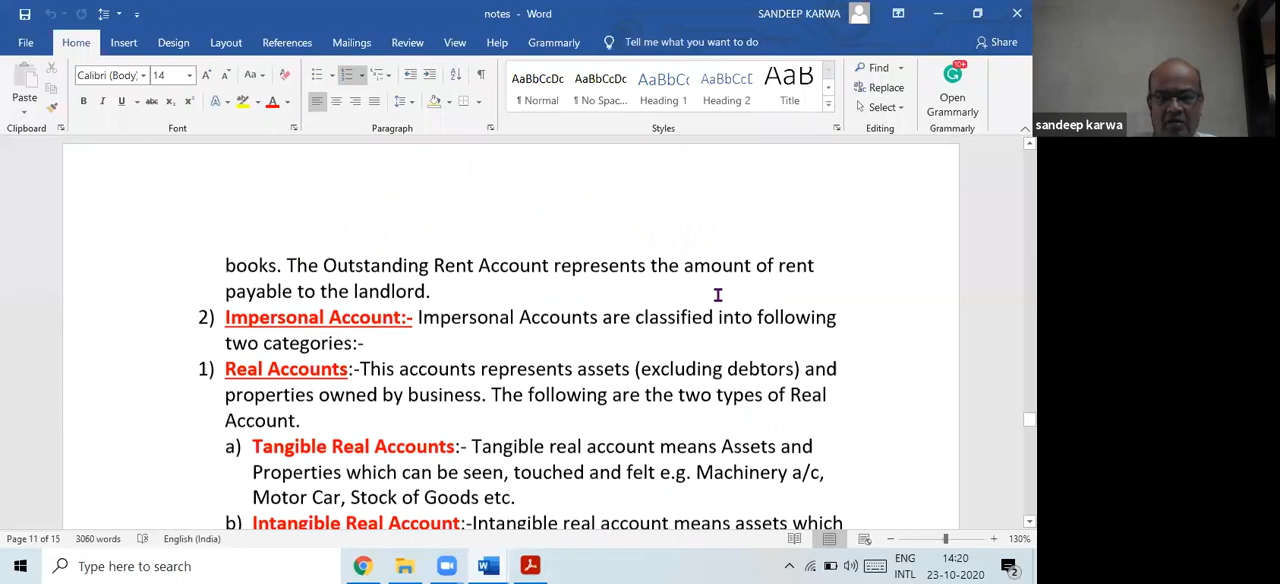 notes - Word
SANDEEP KARWA
File Home Insert Design Layout References Mailings Review View Help Grammarly Tell me what you want to do Share
Calibri (Body) 14
Paste
B I U abc X₂ X²
Aa
A
AaBbCcDc AaBbCcDc AaBbCc AaBbCcD AaB
¶ Normal ¶ No Spac... Heading 1 Heading 2 Title
Find
Replace
Select
10+
Open
Grammarly
Clipboard Font Paragraph Styles Editing Grammarly
sandeep karwa
books. The Outstanding Rent Account represents the amount of rent
payable to the landlord.
2) Impersonal Account:- Impersonal Accounts are classified into following
two categories:-
1) Real Accounts:-This accounts represents assets (excluding debtors) and
properties owned by business. The following are the two types of Real
Account.
a) Tangible Real Accounts:- Tangible real account means Assets and
Properties which can be seen, touched and felt e.g. Machinery a/c,
Motor Car, Stock of Goods etc.
b) Intangible Real Account:-Intangible real account means assets which
Page 11 of 15 3060 words English (India) 130%
Type here to search
ENG
INTL
14:20
23-10-2020
2